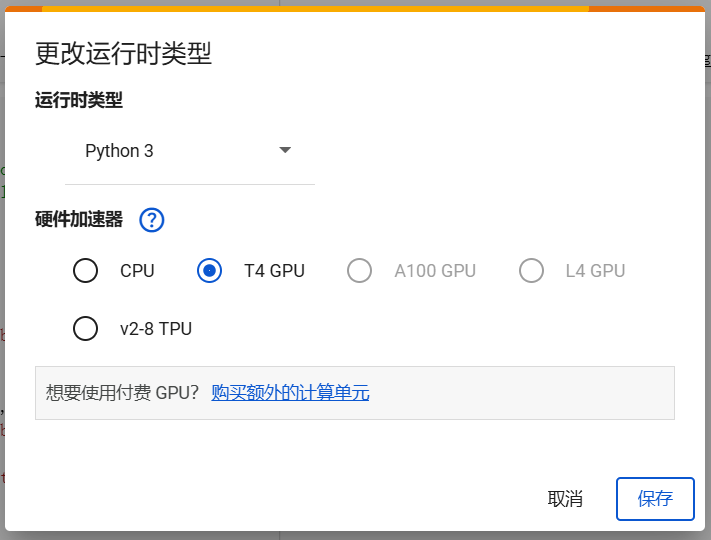 更改运行时类型
运行时类型
Python 3
硬件加速器 ?
CPU T4 GPU A100 GPU L4 GPU
v2-8 TPU
想要使用付费 GPU？ 购买额外的计算单元
取消 保存